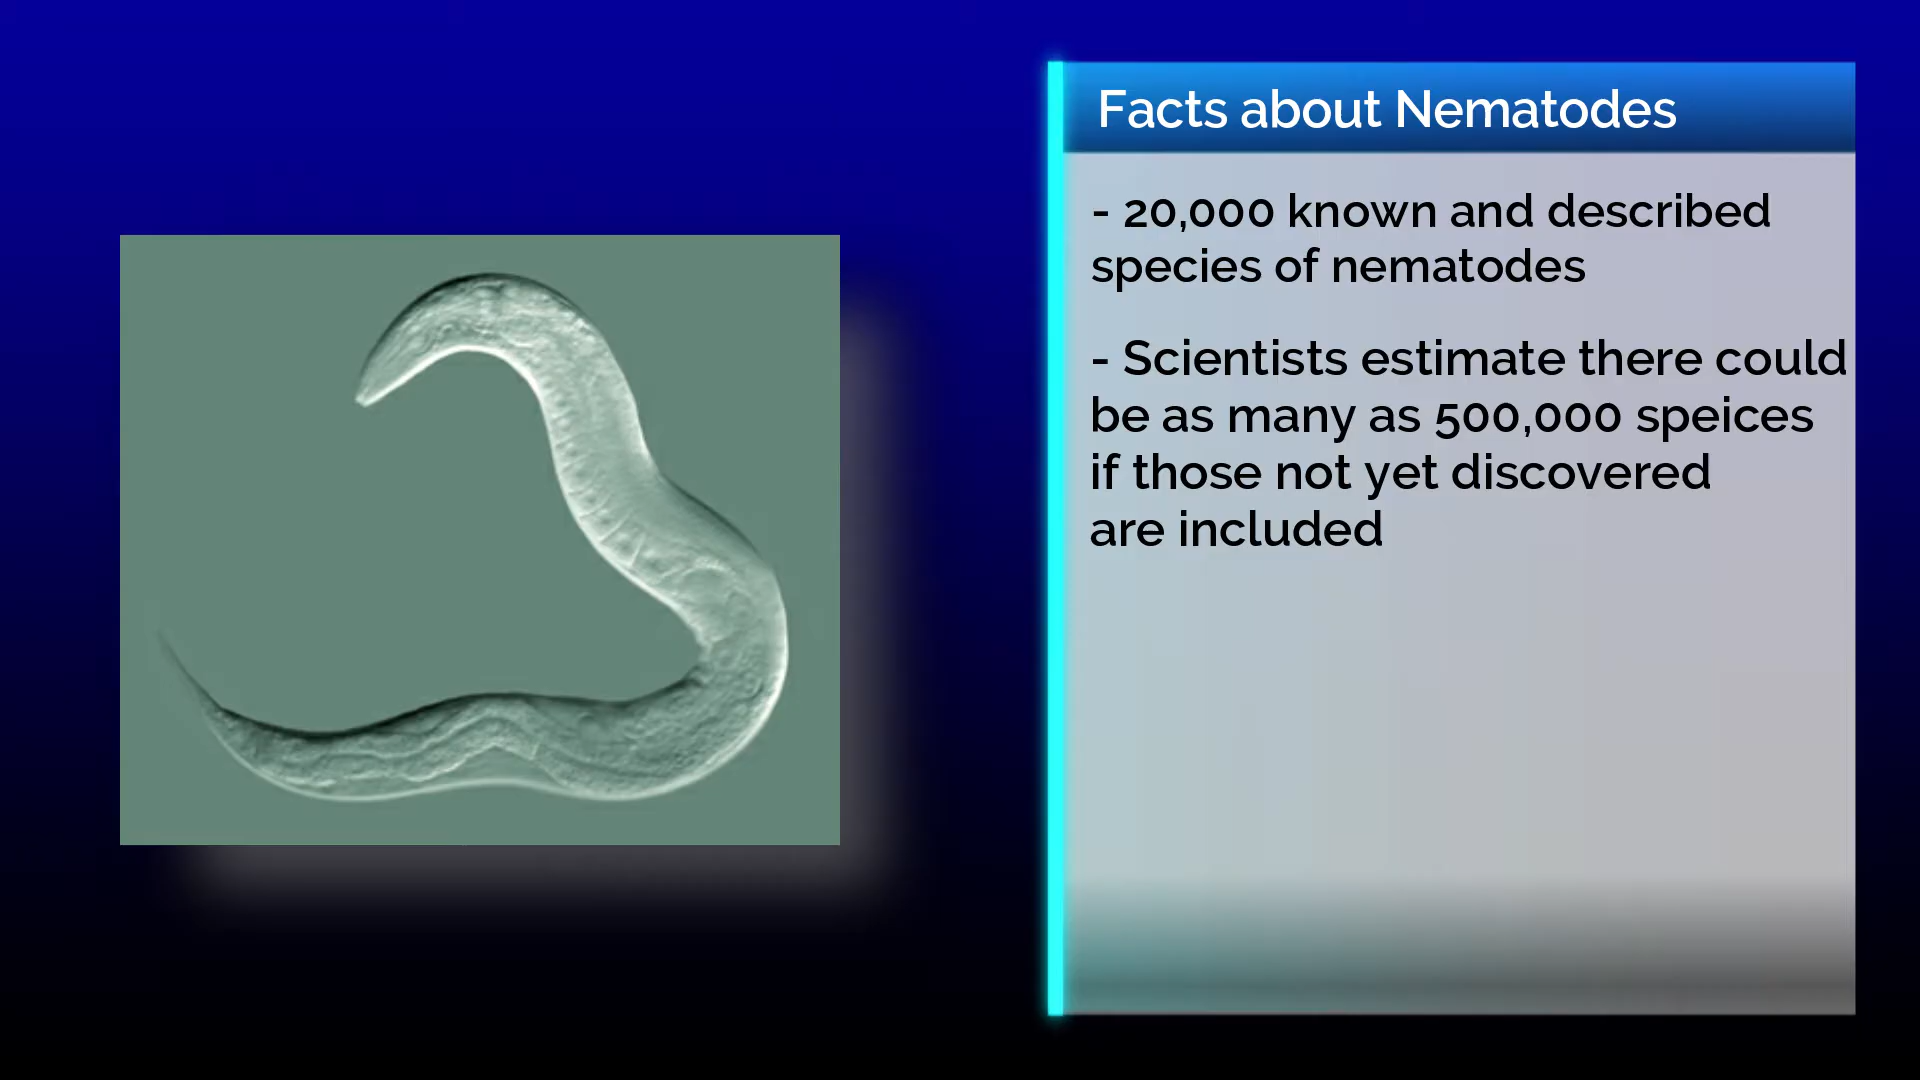 Facts about Nematodes
- 20,000 known and described
species of nematodes
- Scientists estimate there could
be as many as 500,000 speices
if those not yet discovered
are included